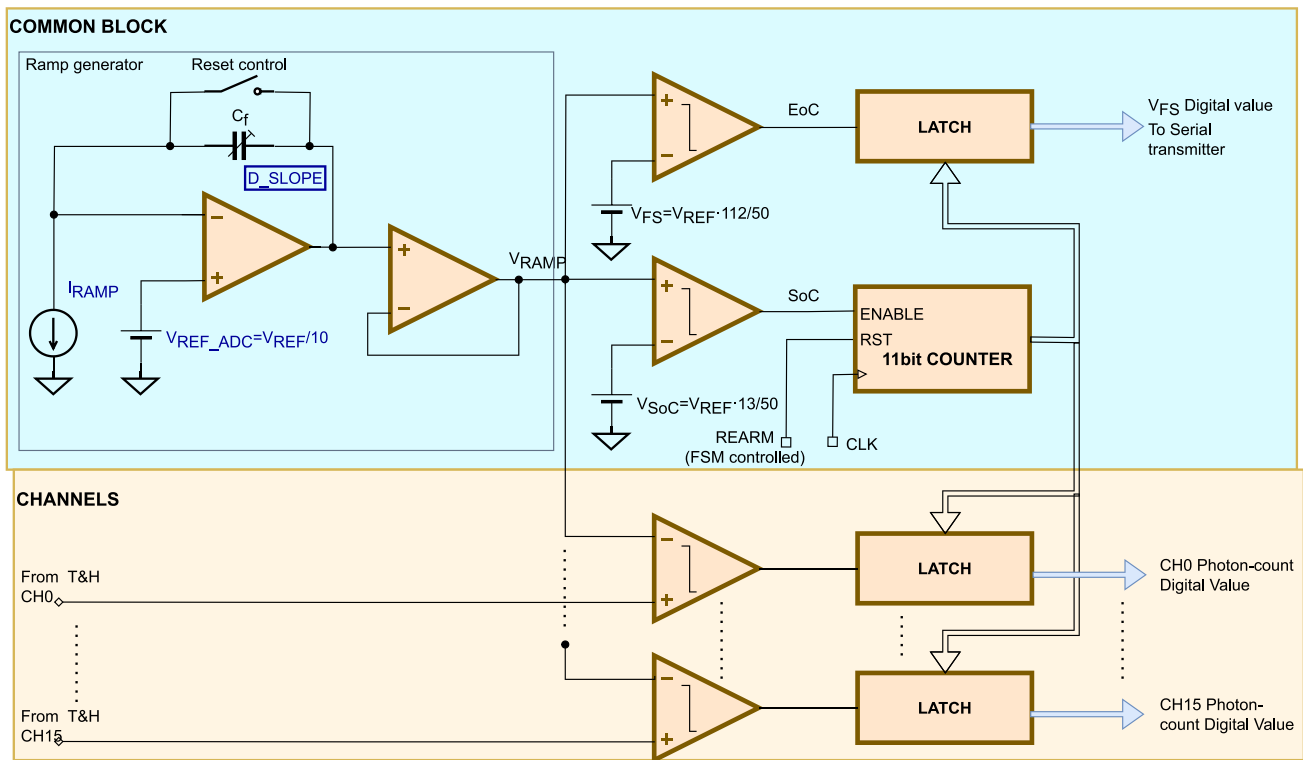 COMMON BLOCK
Ramp generator
Reset control
Cf
D_SLOPE
−
+
IRAMP
VREF_ADC=VREF/10
+
−
VRAMP
+
−
EoC
LATCH
VFS Digital value
To Serial
transmitter
VFS=VREF·112/50
+
−
SoC
ENABLE
RST
11bit COUNTER
VSoC=VREF·13/50
REARM
(FSM controlled)
CLK
CHANNELS
From T&H
CH0
−
+
LATCH
CH0 Photon-count
Digital Value
From T&H
CH15
−
+
LATCH
CH15 Photon-
count Digital Value